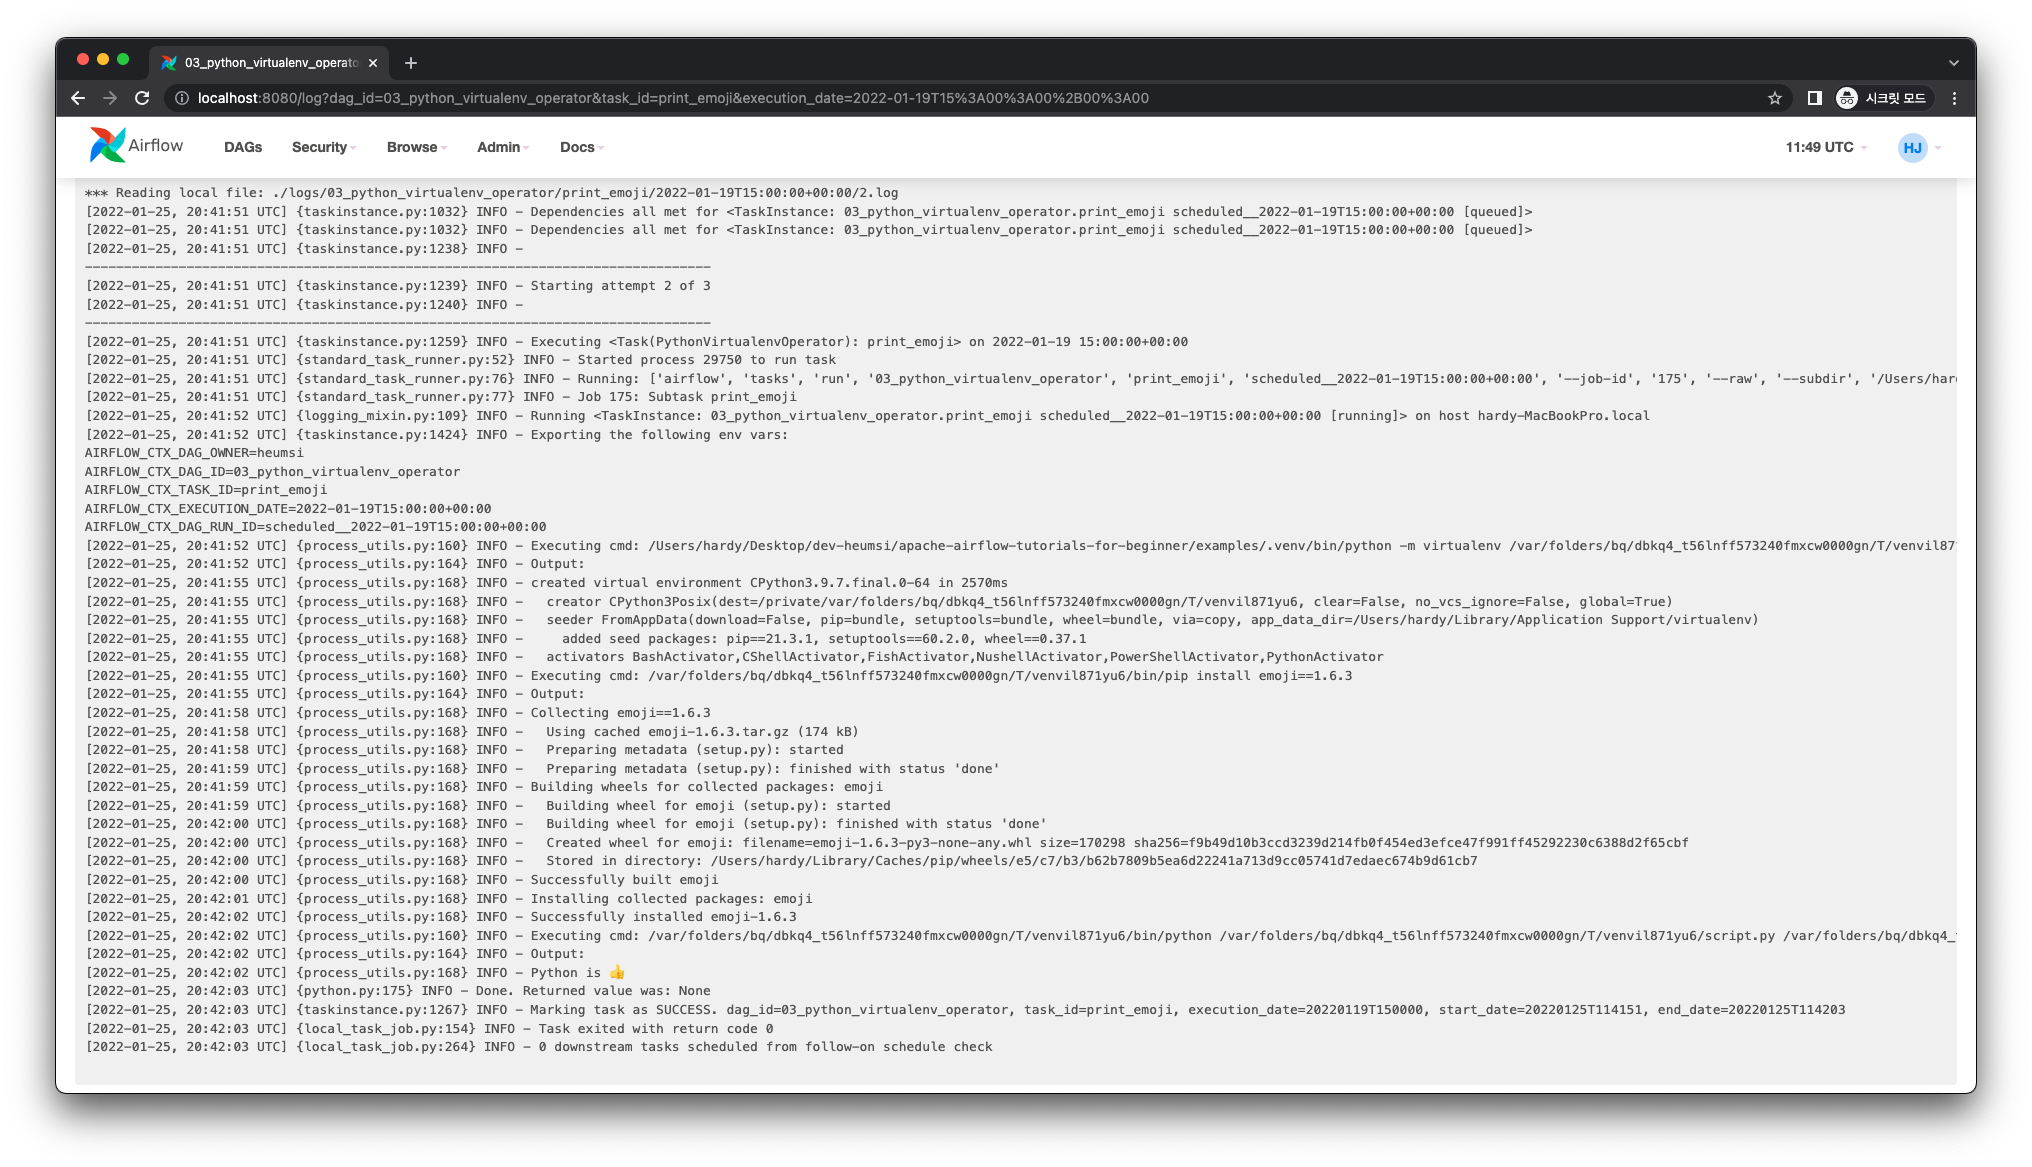 03_python_virtualenv_operato
localhost:8080/log?dag_id=03_python_virtualenv_operator&task_id=print_emoji&execution_date=2022-01-19T15%3A00%3A00%2B00%3A00
시크릿 모드
Airflow DAGs Security Browse Admin Docs 11:49 UTC HJ
*** Reading local file: ./logs/03_python_virtualenv_operator/print_emoji/2022-01-19T15:00:00+00:00/2.log
[2022-01-25, 20:41:51 UTC] {taskinstance.py:1032} INFO - Dependencies all met for <TaskInstance: 03_python_virtualenv_operator.print_emoji scheduled__2022-01-19T15:00:00+00:00 [queued]>
[2022-01-25, 20:41:51 UTC] {taskinstance.py:1032} INFO - Dependencies all met for <TaskInstance: 03_python_virtualenv_operator.print_emoji scheduled__2022-01-19T15:00:00+00:00 [queued]>
[2022-01-25, 20:41:51 UTC] {taskinstance.py:1238} INFO -
--------------------------------------------------------------------------------
[2022-01-25, 20:41:51 UTC] {taskinstance.py:1239} INFO - Starting attempt 2 of 3
[2022-01-25, 20:41:51 UTC] {taskinstance.py:1240} INFO -
--------------------------------------------------------------------------------
[2022-01-25, 20:41:51 UTC] {taskinstance.py:1259} INFO - Executing <Task(PythonVirtualenvOperator): print_emoji> on 2022-01-19 15:00:00+00:00
[2022-01-25, 20:41:51 UTC] {standard_task_runner.py:52} INFO - Started process 29750 to run task
[2022-01-25, 20:41:51 UTC] {standard_task_runner.py:76} INFO - Running: ['airflow', 'tasks', 'run', '03_python_virtualenv_operator', 'print_emoji', 'scheduled__2022-01-19T15:00:00+00:00', '--job-id', '175', '--raw', '--subdir', '/Users/hard
[2022-01-25, 20:41:51 UTC] {standard_task_runner.py:77} INFO - Job 175: Subtask print_emoji
[2022-01-25, 20:41:52 UTC] {logging_mixin.py:109} INFO - Running <TaskInstance: 03_python_virtualenv_operator.print_emoji scheduled__2022-01-19T15:00:00+00:00 [running]> on host hardy-MacBookPro.local
[2022-01-25, 20:41:52 UTC] {taskinstance.py:1424} INFO - Exporting the following env vars:
AIRFLOW_CTX_DAG_OWNER=heumsi
AIRFLOW_CTX_DAG_ID=03_python_virtualenv_operator
AIRFLOW_CTX_TASK_ID=print_emoji
AIRFLOW_CTX_EXECUTION_DATE=2022-01-19T15:00:00+00:00
AIRFLOW_CTX_DAG_RUN_ID=scheduled__2022-01-19T15:00:00+00:00
[2022-01-25, 20:41:52 UTC] {process_utils.py:160} INFO - Executing cmd: /Users/hardy/Desktop/dev-heumsi/apache-airflow-tutorials-for-beginner/examples/.venv/bin/python -m virtualenv /var/folders/bq/dbkq4_t56lnff573240fmxcw0000gn/T/venvil871
[2022-01-25, 20:41:52 UTC] {process_utils.py:164} INFO - Output:
[2022-01-25, 20:41:55 UTC] {process_utils.py:168} INFO - created virtual environment CPython3.9.7.final.0-64 in 2570ms
[2022-01-25, 20:41:55 UTC] {process_utils.py:168} INFO -   creator CPython3Posix(dest=/private/var/folders/bq/dbkq4_t56lnff573240fmxcw0000gn/T/venvil871yu6, clear=False, no_vcs_ignore=False, global=True)
[2022-01-25, 20:41:55 UTC] {process_utils.py:168} INFO -   seeder FromAppData(download=False, pip=bundle, setuptools=bundle, wheel=bundle, via=copy, app_data_dir=/Users/hardy/Library/Application Support/virtualenv)
[2022-01-25, 20:41:55 UTC] {process_utils.py:168} INFO -     added seed packages: pip==21.3.1, setuptools==60.2.0, wheel==0.37.1
[2022-01-25, 20:41:55 UTC] {process_utils.py:168} INFO -   activators BashActivator,CShellActivator,FishActivator,NushellActivator,PowerShellActivator,PythonActivator
[2022-01-25, 20:41:55 UTC] {process_utils.py:160} INFO - Executing cmd: /var/folders/bq/dbkq4_t56lnff573240fmxcw0000gn/T/venvil871yu6/bin/pip install emoji==1.6.3
[2022-01-25, 20:41:55 UTC] {process_utils.py:164} INFO - Output:
[2022-01-25, 20:41:58 UTC] {process_utils.py:168} INFO - Collecting emoji==1.6.3
[2022-01-25, 20:41:58 UTC] {process_utils.py:168} INFO -   Using cached emoji-1.6.3.tar.gz (174 kB)
[2022-01-25, 20:41:58 UTC] {process_utils.py:168} INFO -   Preparing metadata (setup.py): started
[2022-01-25, 20:41:59 UTC] {process_utils.py:168} INFO -   Preparing metadata (setup.py): finished with status 'done'
[2022-01-25, 20:41:59 UTC] {process_utils.py:168} INFO - Building wheels for collected packages: emoji
[2022-01-25, 20:41:59 UTC] {process_utils.py:168} INFO -   Building wheel for emoji (setup.py): started
[2022-01-25, 20:42:00 UTC] {process_utils.py:168} INFO -   Building wheel for emoji (setup.py): finished with status 'done'
[2022-01-25, 20:42:00 UTC] {process_utils.py:168} INFO -   Created wheel for emoji: filename=emoji-1.6.3-py3-none-any.whl size=170298 sha256=f9b49d10b3ccd3239d214fb0f454ed3efce47f991ff45292230c6388d2f65cbf
[2022-01-25, 20:42:00 UTC] {process_utils.py:168} INFO -   Stored in directory: /Users/hardy/Library/Caches/pip/wheels/e5/c7/b3/b62b7809b5ea6d22241a713d9cc05741d7edaec674b9d61cb7
[2022-01-25, 20:42:00 UTC] {process_utils.py:168} INFO - Successfully built emoji
[2022-01-25, 20:42:01 UTC] {process_utils.py:168} INFO - Installing collected packages: emoji
[2022-01-25, 20:42:02 UTC] {process_utils.py:168} INFO - Successfully installed emoji-1.6.3
[2022-01-25, 20:42:02 UTC] {process_utils.py:160} INFO - Executing cmd: /var/folders/bq/dbkq4_t56lnff573240fmxcw0000gn/T/venvil871yu6/bin/python /var/folders/bq/dbkq4_t56lnff573240fmxcw0000gn/T/venvil871yu6/script.py /var/folders/bq/dbkq4_
[2022-01-25, 20:42:02 UTC] {process_utils.py:164} INFO - Output:
[2022-01-25, 20:42:02 UTC] {process_utils.py:168} INFO - Python is 👍
[2022-01-25, 20:42:03 UTC] {python.py:175} INFO - Done. Returned value was: None
[2022-01-25, 20:42:03 UTC] {taskinstance.py:1267} INFO - Marking task as SUCCESS. dag_id=03_python_virtualenv_operator, task_id=print_emoji, execution_date=20220119T150000, start_date=20220125T114151, end_date=20220125T114203
[2022-01-25, 20:42:03 UTC] {local_task_job.py:154} INFO - Task exited with return code 0
[2022-01-25, 20:42:03 UTC] {local_task_job.py:264} INFO - 0 downstream tasks scheduled from follow-on schedule check